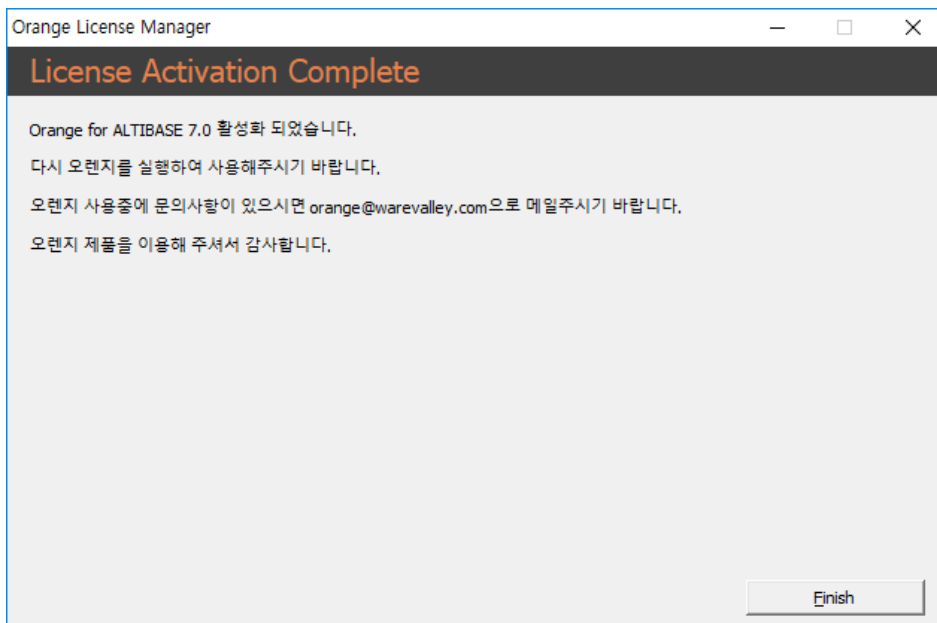 Orange License Manager
License Activation Complete
Orange for ALTIBASE 7.0 활성화 되었습니다.
다시 오렌지를 실행하여 사용해주시기 바랍니다.
오렌지 사용중에 문의사항이 있으시면 orange@warevalley.com으로 메일주시기 바랍니다.
오렌지 제품을 이용해 주셔서 감사합니다.
Finish